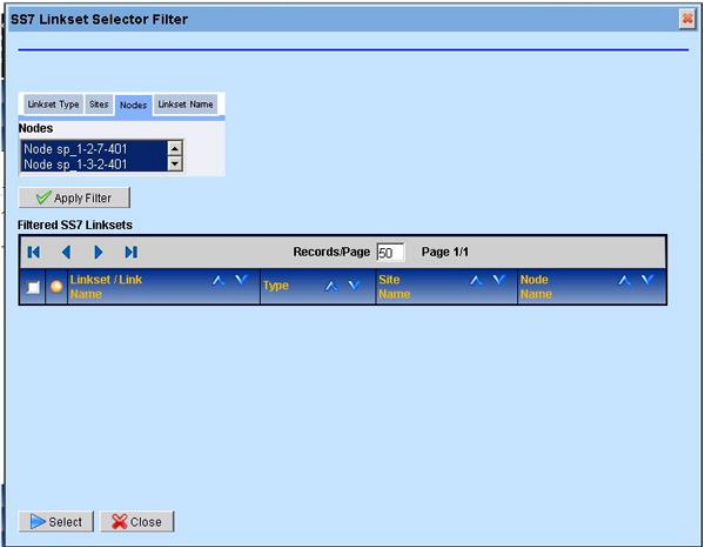 SS7 Linkset Selector Filter
Linkset Type Sites Nodes Linkset Name
Nodes
Node sp_1-2-7-401
Node sp_1-3-2-401
Apply Filter
Filtered SS7 Linksets
Records/Page 50 Page 1/1
Linkset / Link Name Type Site Name Node Name
Select Close